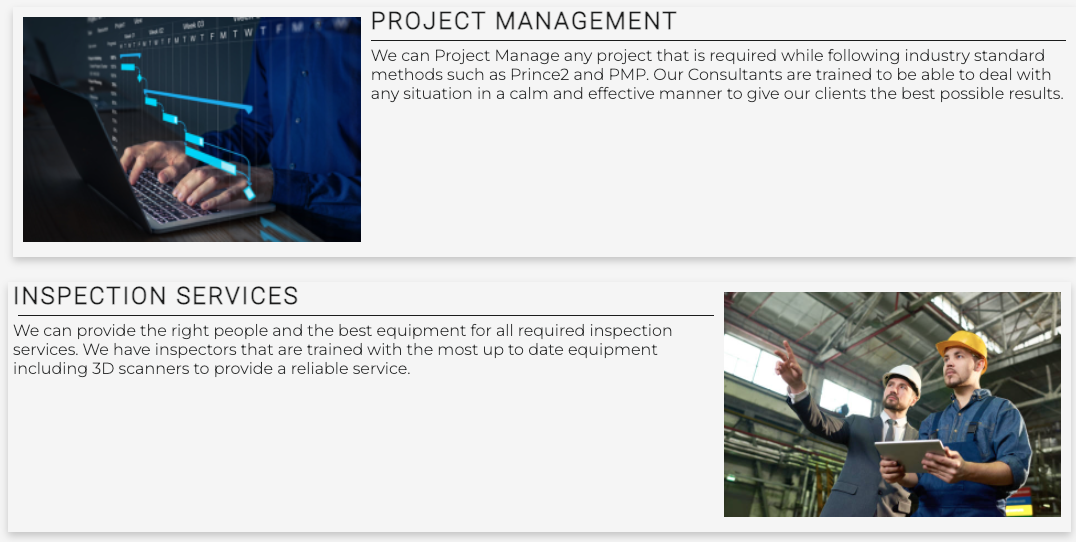 PROJECT MANAGEMENT
We can Project Manage any project that is required while following industry standard
methods such as Prince2 and PMP. Our Consultants are trained to be able to deal with
any situation in a calm and effective manner to give our clients the best possible results.
Week 03
M T W T F M T W T F M T W T F
INSPECTION SERVICES
We can provide the right people and the best equipment for all required inspection
services. We have inspectors that are trained with the most up to date equipment
including 3D scanners to provide a reliable service.